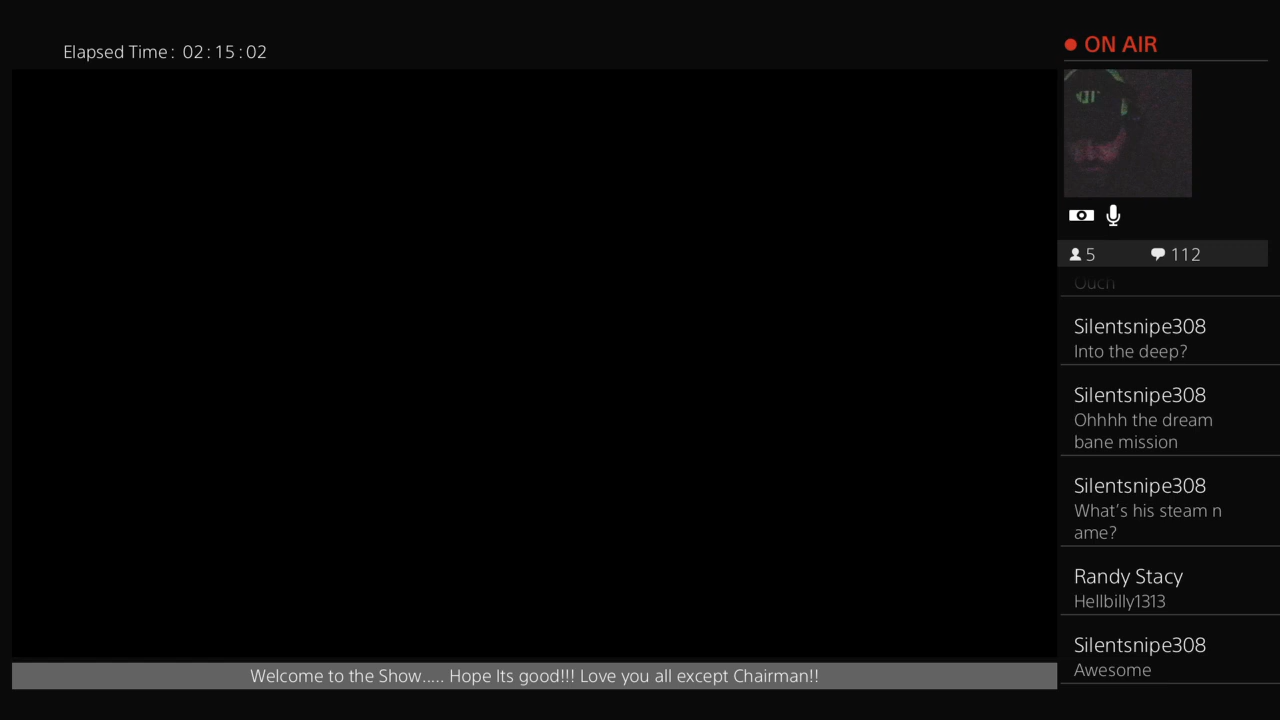 Elapsed Time: 02:15:02
ON AIR
5 112
Ouch
Silentsnipe308
Into the deep?
Silentsnipe308
Ohhhh the dream
bane mission
Silentsnipe308
What's his steam n
ame?
Randy Stacy
Hellbilly1313
Silentsnipe308
Awesome
Welcome to the Show..... Hope Its good!!! Love you all except Chairman!!